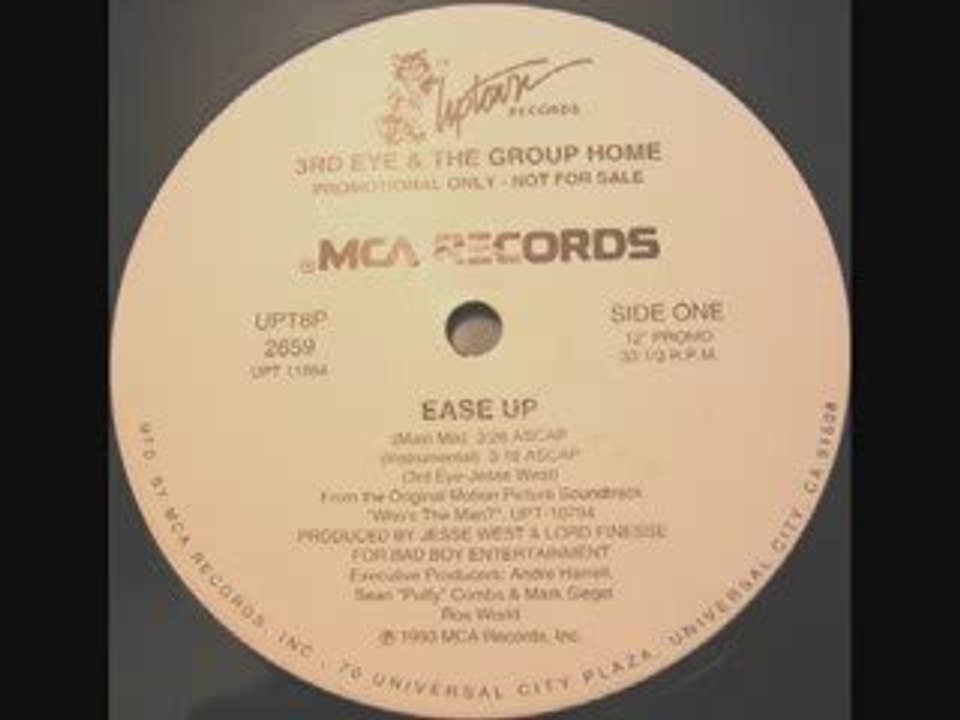 Uptown
RECORDS
3RD EYE & THE GROUP HOME
PROMOTIONAL ONLY - NOT FOR SALE
MCA RECORDS
UPT8P
2659
SIDE ONE
12" PROMO
33 1/3 R.P.M.
EASE UP
(Main Mix) 3:26 ASCAP
(Instrumental) ASCAP
(3rd Eye-Jesse West)
From the Original Motion Picture Soundtrack
"Who's The Man?", UPT-10794
PRODUCED BY JESSE WEST & LORD FINESSE
FOR BAD BOY ENTERTAINMENT
Executive Producers: Andre Harrell,
Sean "Puffy" Combs & Mark Siegel
Rox World
℗ 1993 MCA Records, Inc.
MFD. BY MCA RECORDS, INC., 70 UNIVERSAL CITY PLAZA, UNIVERSAL CITY, CA 91608